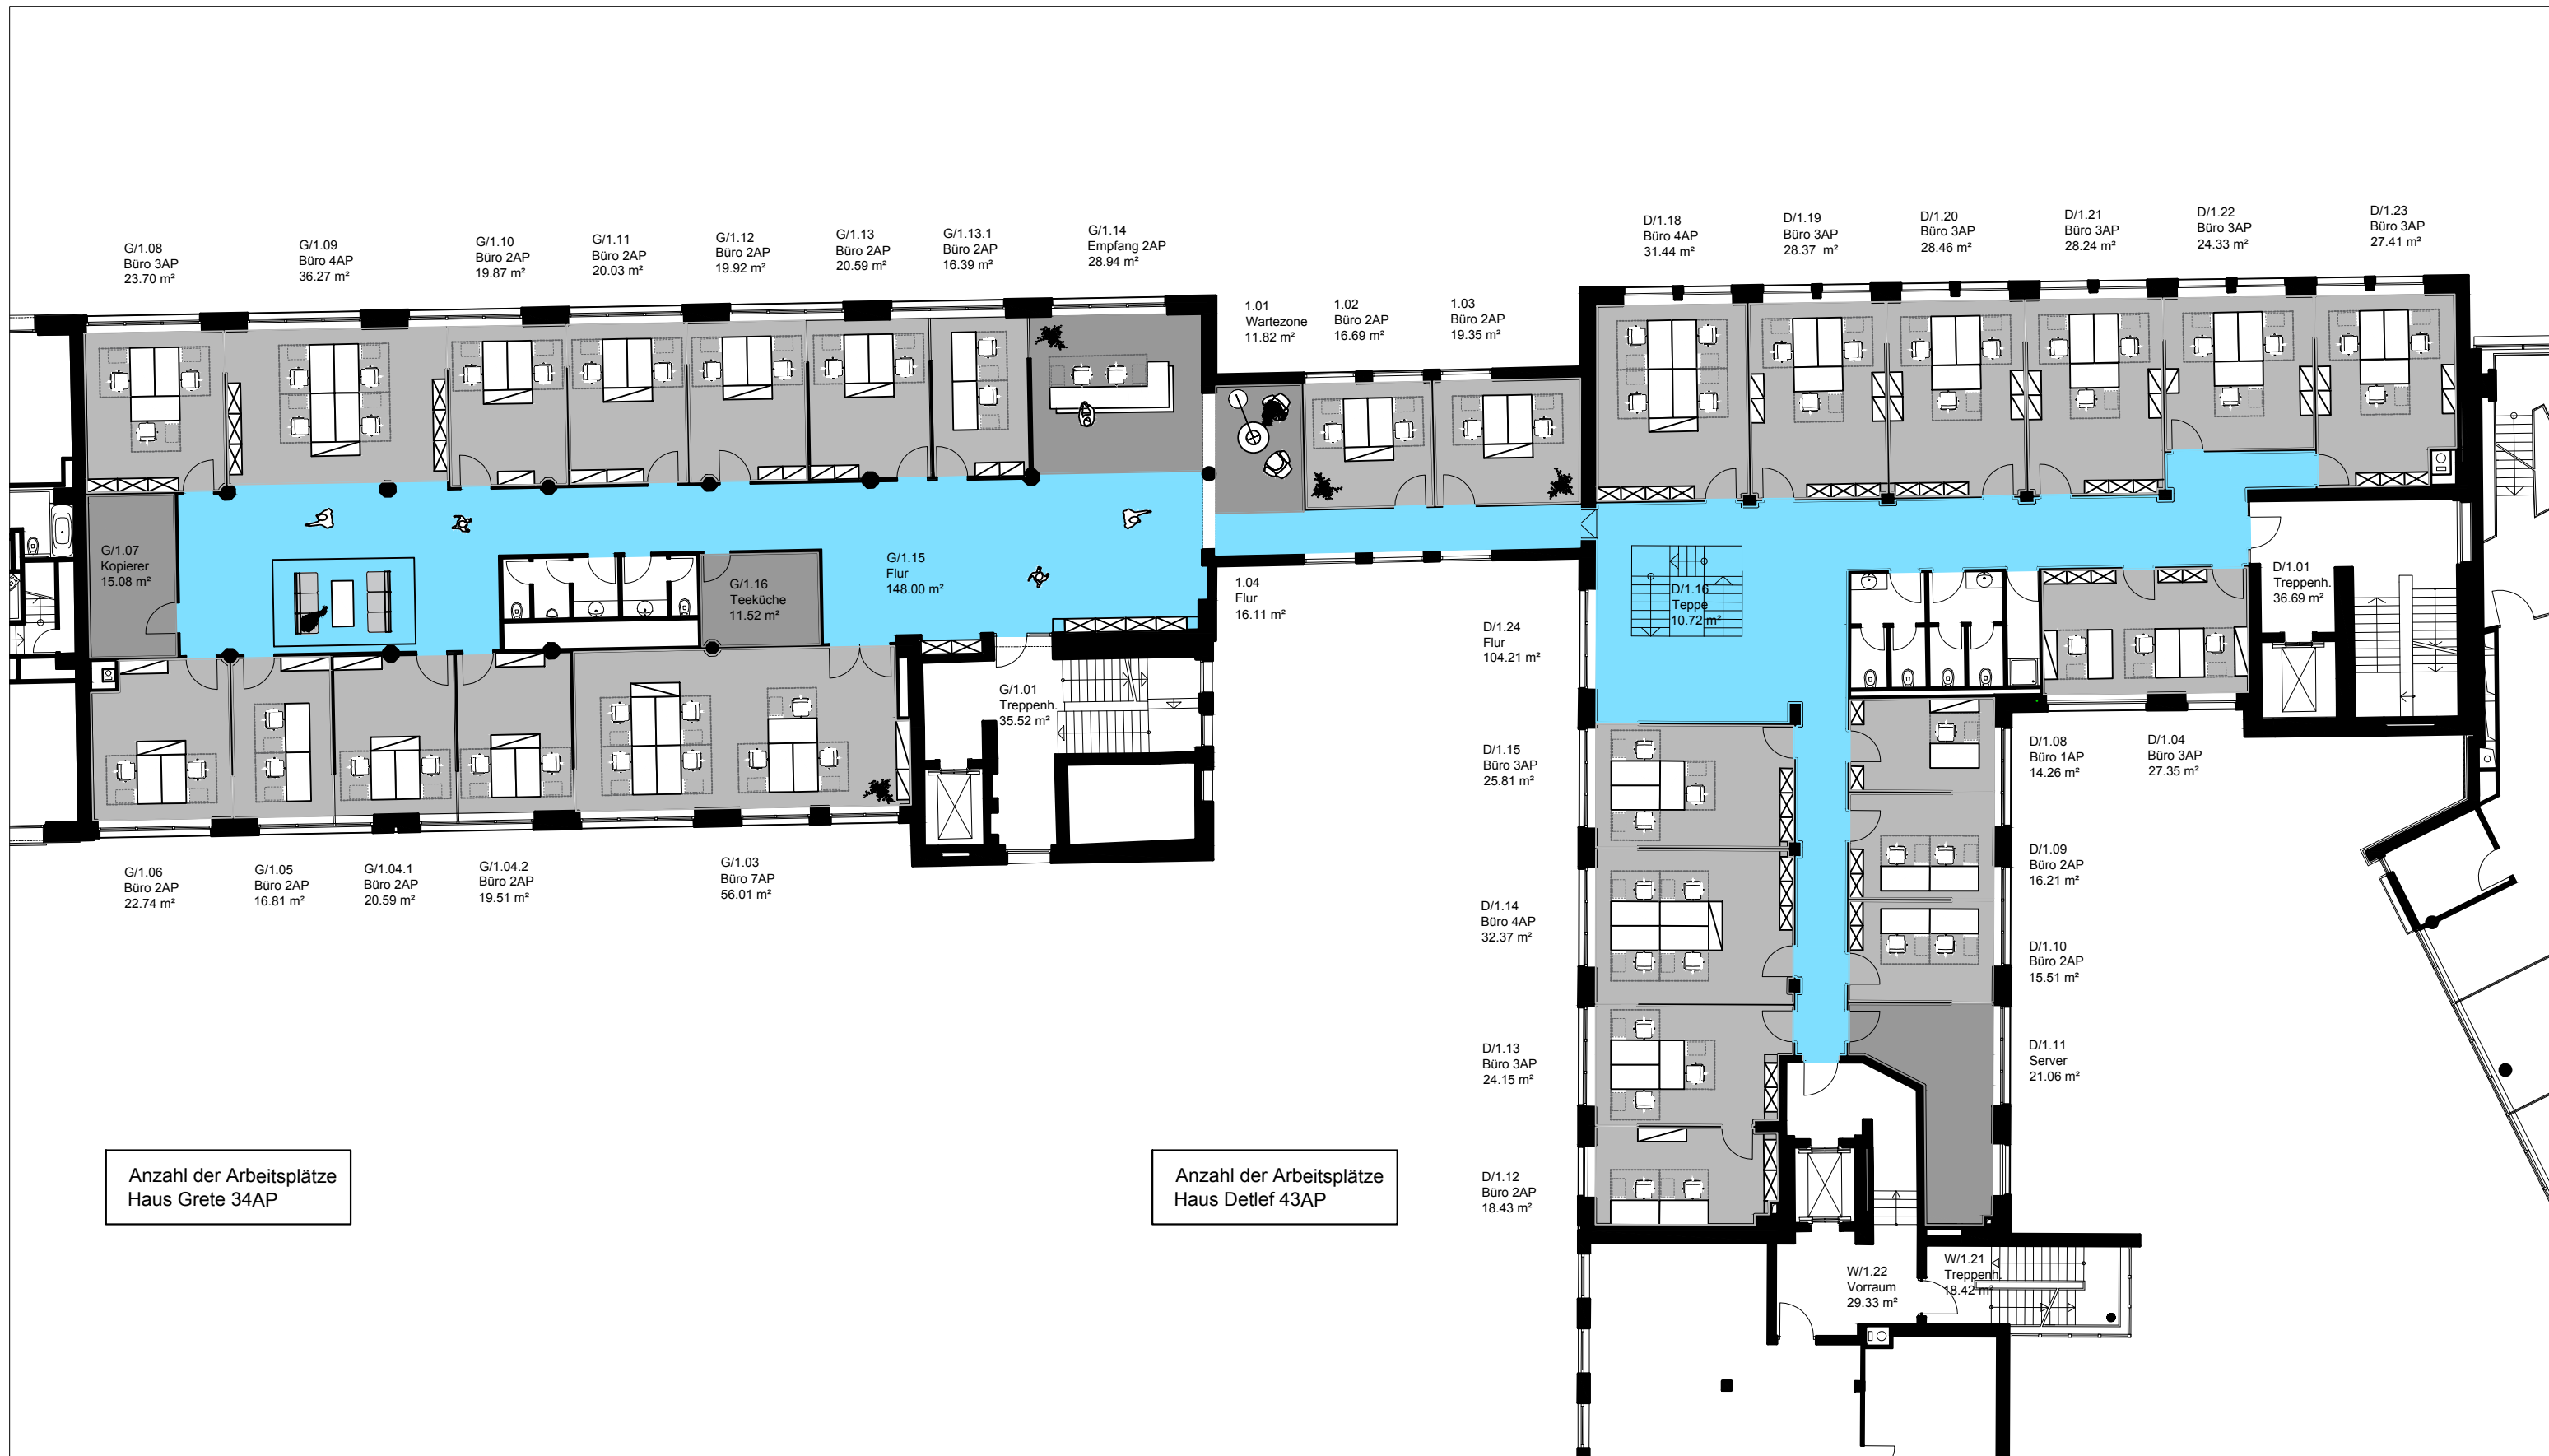 G/1.08
Büro 3AP
23.70 m²
G/1.09
Büro 4AP
36.27 m²
G/1.10
Büro 2AP
19.87 m²
G/1.11
Büro 2AP
20.03 m²
G/1.12
Büro 2AP
19.92 m²
G/1.13
Büro 2AP
20.59 m²
G/1.13.1
Büro 2AP
16.39 m²
G/1.14
Empfang 2AP
28.94 m²
1.01
Wartezone
11.82 m²
1.02
Büro 2AP
16.69 m²
1.03
Büro 2AP
19.35 m²
D/1.18
Büro 4AP
31.44 m²
D/1.19
Büro 3AP
28.37 m²
D/1.20
Büro 3AP
28.46 m²
D/1.21
Büro 3AP
28.24 m²
D/1.22
Büro 3AP
24.33 m²
D/1.23
Büro 3AP
27.41 m²
G/1.07
Kopierer
15.08 m²
G/1.16
Teeküche
11.52 m²
G/1.15
Flur
148.00 m²
1.04
Flur
16.11 m²
D/1.24
Flur
104.21 m²
D/1.16
Teppe
10.72 m²
D/1.01
Treppenh.
36.69 m²
G/1.01
Treppenh.
35.52 m²
G/1.06
Büro 2AP
22.74 m²
G/1.05
Büro 2AP
16.81 m²
G/1.04.1
Büro 2AP
20.59 m²
G/1.04.2
Büro 2AP
19.51 m²
G/1.03
Büro 7AP
56.01 m²
D/1.15
Büro 3AP
25.81 m²
D/1.08
Büro 1AP
14.26 m²
D/1.04
Büro 3AP
27.35 m²
D/1.14
Büro 4AP
32.37 m²
D/1.09
Büro 2AP
16.21 m²
D/1.10
Büro 2AP
15.51 m²
D/1.13
Büro 3AP
24.15 m²
D/1.11
Server
21.06 m²
D/1.12
Büro 2AP
18.43 m²
W/1.22
Vorraum
29.33 m²
W/1.21
Treppenh.
18.42 m²
Anzahl der Arbeitsplätze
Haus Grete 34AP
Anzahl der Arbeitsplätze
Haus Detlef 43AP